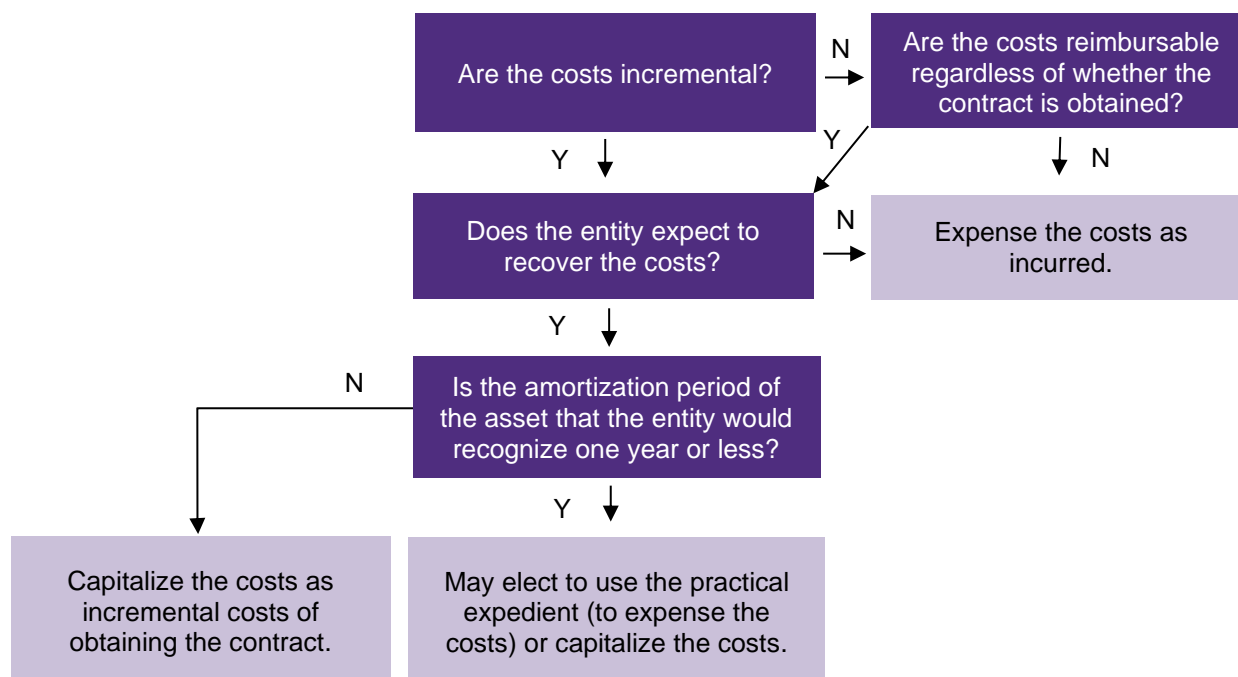 Are the costs incremental?
N
Are the costs reimbursable
regardless of whether the
contract is obtained?
Y
Y
N
Does the entity expect to
recover the costs?
N
Expense the costs as
incurred.
Y
N
Is the amortization period of
the asset that the entity would
recognize one year or less?
Y
Capitalize the costs as
incremental costs of
obtaining the contract.
May elect to use the practical
expedient (to expense the
costs) or capitalize the costs.